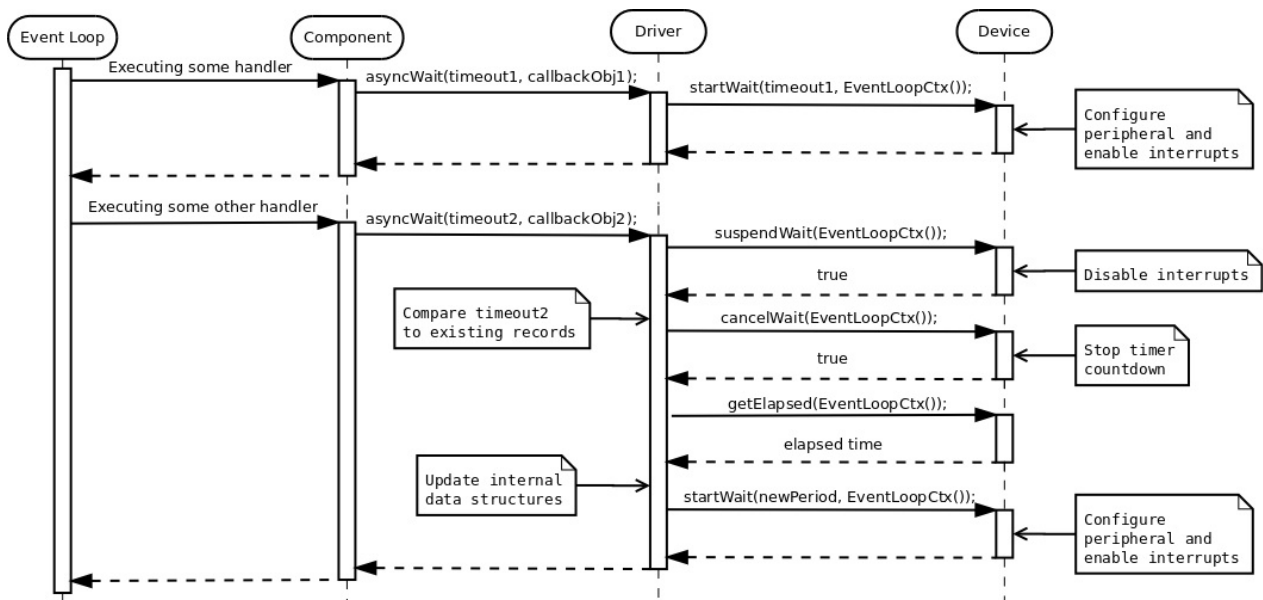 Event Loop
Component
Driver
Device
Executing some handler
asyncWait(timeout1, callbackObj1);
startWait(timeout1, EventLoopCtx());
Configure
peripheral and
enable interrupts
Executing some other handler
asyncWait(timeout2, callbackObj2);
suspendWait(EventLoopCtx());
Disable interrupts
true
Compare timeout2
to existing records
cancelWait(EventLoopCtx());
Stop timer
countdown
true
getElapsed(EventLoopCtx());
elapsed time
Update internal
data structures
startWait(newPeriod, EventLoopCtx());
Configure
peripheral and
enable interrupts